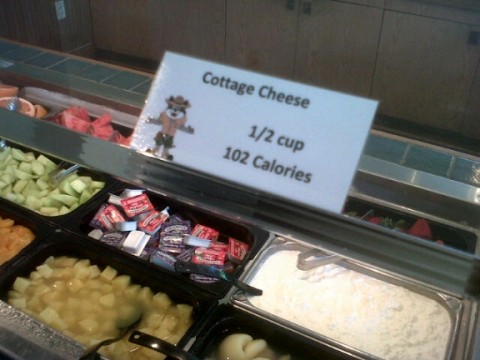 Cottage Cheese
1/2 cup
102 Calories